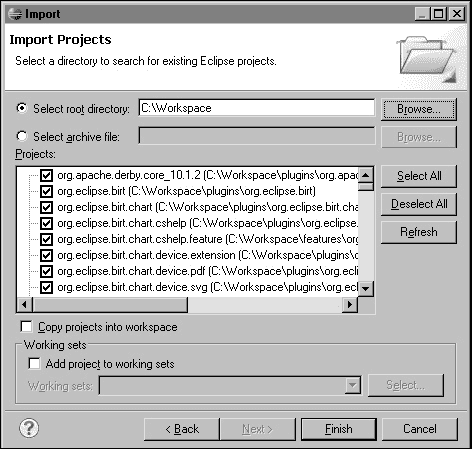 Import
Import Projects
Select a directory to search for existing Eclipse projects.
Select root directory: C:\Workspace Browse...
Select archive file: Browse...
Projects:
org.apache.derby.core_10.1.2 (C:\Workspace\plugins\org.apac
org.eclipse.birt (C:\Workspace\plugins\org.eclipse.birt)
org.eclipse.birt.chart (C:\Workspace\plugins\org.eclipse.birt.cha
org.eclipse.birt.chart.cshelp (C:\Workspace\plugins\org.eclipse.
org.eclipse.birt.chart.cshelp.feature (C:\Workspace\features\org
org.eclipse.birt.chart.device.extension (C:\Workspace\plugins\or
org.eclipse.birt.chart.device.pdf (C:\Workspace\plugins\org.ecli
org.eclipse.birt.chart.device.svg (C:\Workspace\plugins\org.ecl
Select All
Deselect All
Refresh
Copy projects into workspace
Working sets
Add project to working sets
Working sets: Select...
? < Back Next > Finish Cancel